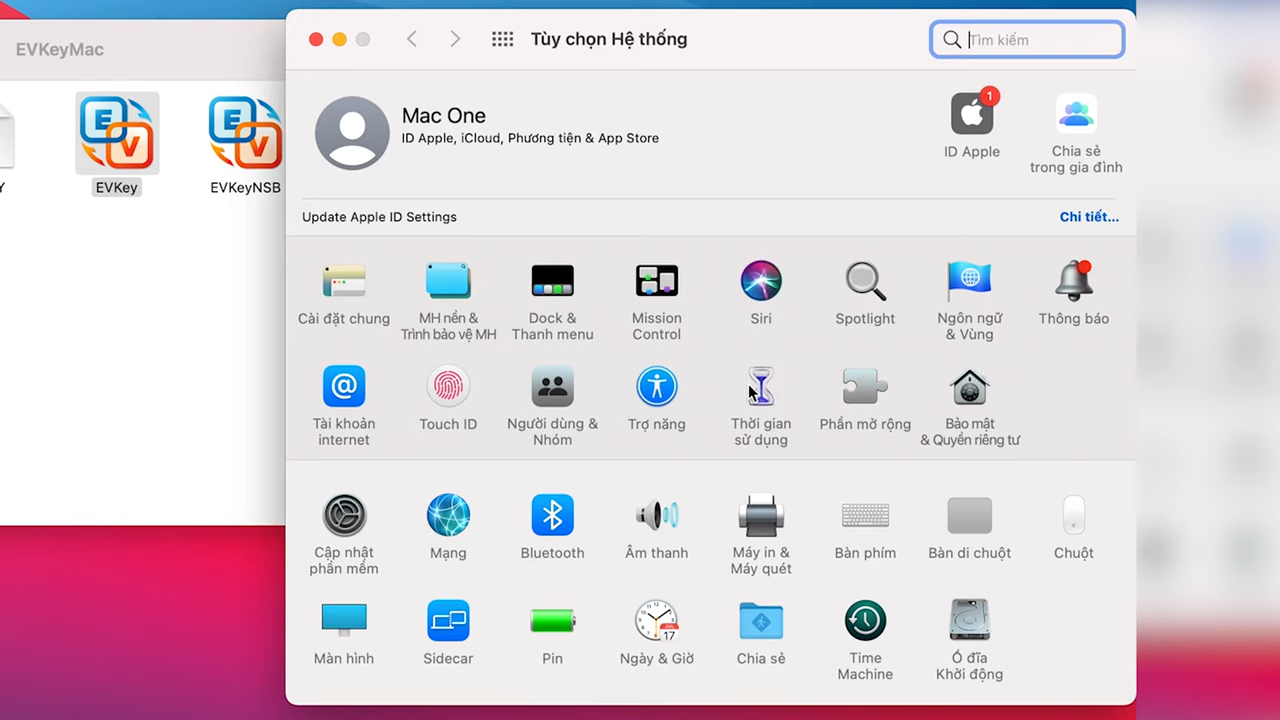 EVKeyMac
EVKey
EVKeyNSB
Y
Tùy chọn Hệ thống
Tìm kiếm
Mac One
ID Apple, iCloud, Phương tiện & App Store
1
ID Apple
Chia sẻ
trong gia đình
Update Apple ID Settings
Chi tiết...
Cài đặt chung
MH nền &
Trình bảo vệ MH
Dock &
Thanh menu
Mission
Control
Siri
Spotlight
Ngôn ngữ
& Vùng
Thông báo
Tài khoản
internet
Touch ID
Người dùng &
Nhóm
Trợ năng
Thời gian
sử dụng
Phần mở rộng
Bảo mật
& Quyền riêng tư
Cập nhật
phần mềm
Mạng
Bluetooth
Âm thanh
Máy in &
Máy quét
Bàn phím
Bàn di chuột
Chuột
Màn hình
Sidecar
Pin
JUL
17
Ngày & Giờ
Chia sẻ
Time
Machine
Ổ đĩa
Khởi động